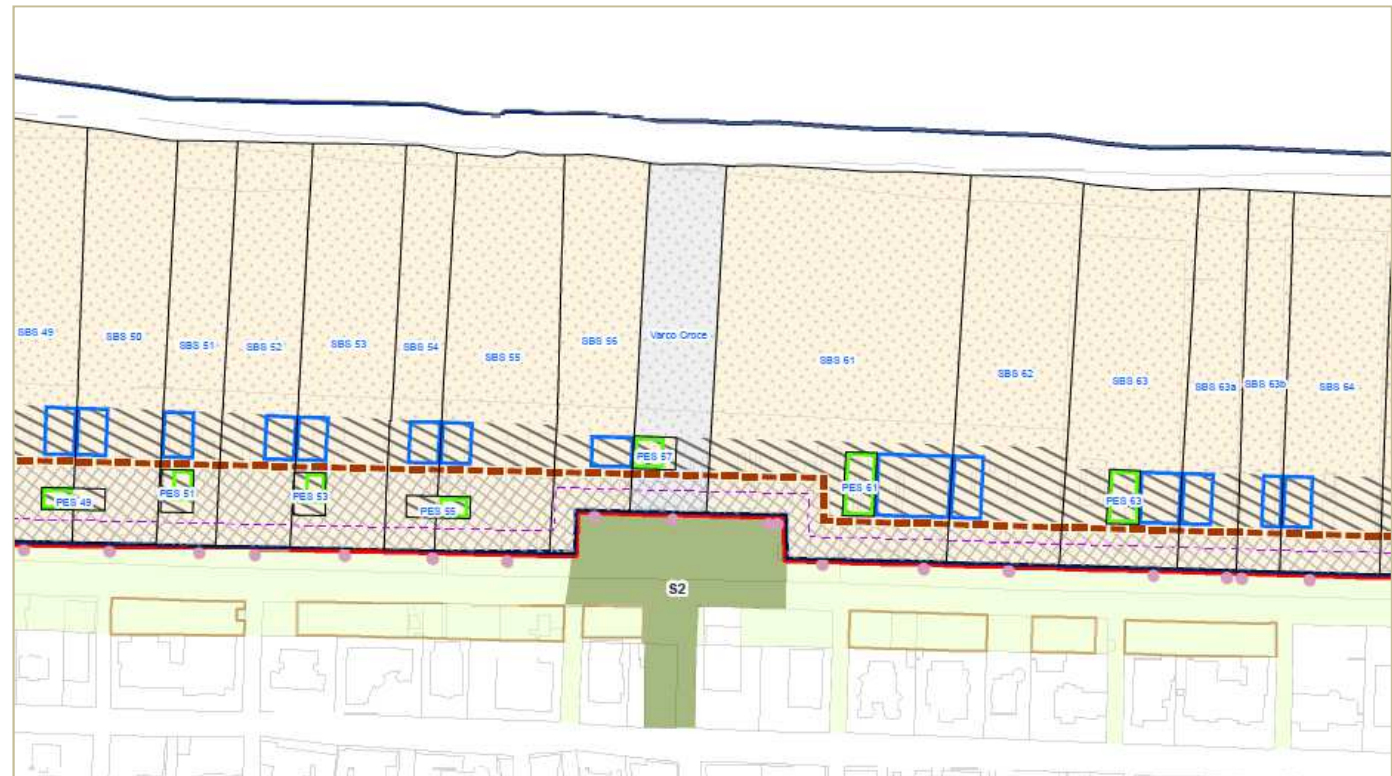 SBS 49
SBS 50
SBS 51
SBS 52
SBS 53
SBS 54
SBS 55
SBS 56
Varco Croce
SBS 61
SBS 62
SBS 63
SBS 63a
SBS 63b
SBS 64
PES 49
PES 51
PES 53
PES 55
PES 57
PES 61
PES 63
S2